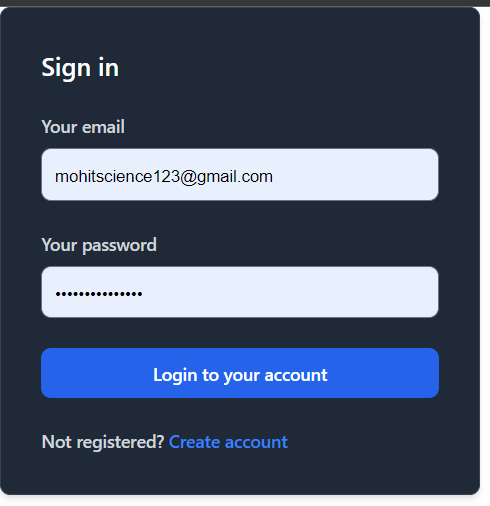 Sign in
Your email
mohitscience123@gmail.com
Your password
•••••••••••••••
Login to your account
Not registered? Create account